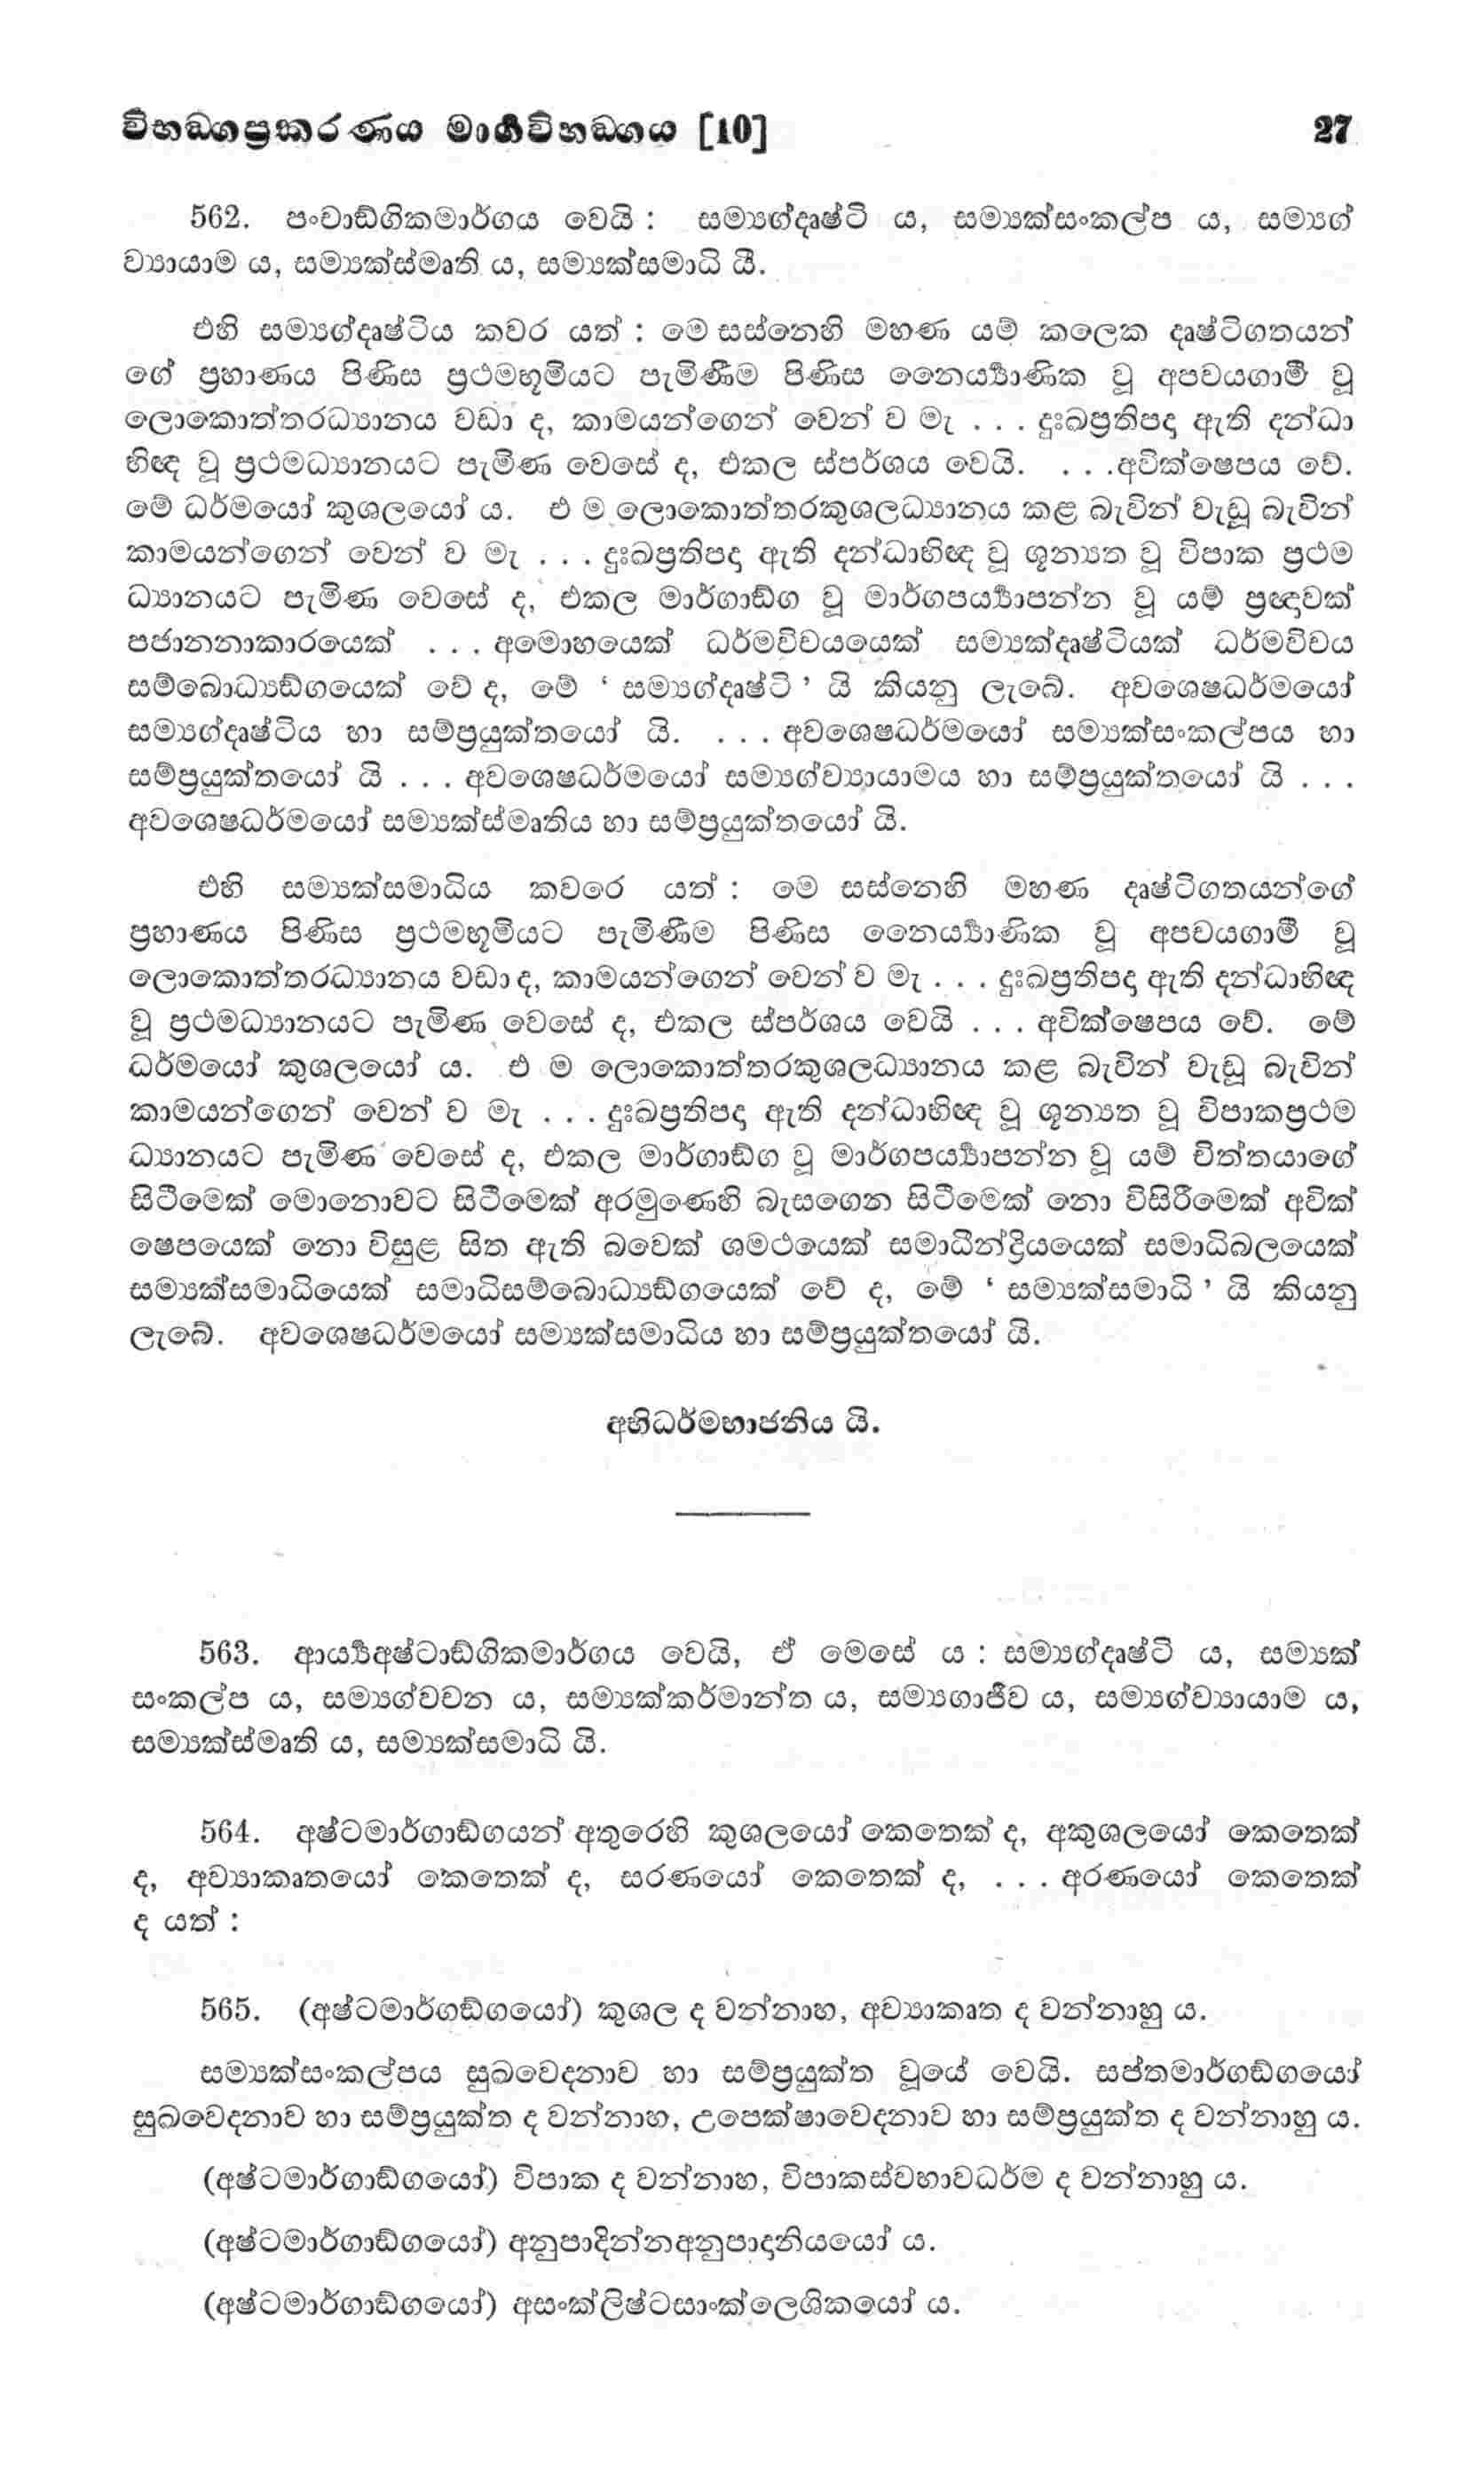 විභඞගප්‍රකරණය මාර්‍ගවිභඞගය [10] 27
562. පංචාඞ්ගිකමාර්ගය වෙයි : සම්‍යග්දෘෂ්ටි ය, සම්‍යක්සංකල්ප ය, සම්‍යග්
ව්‍යායාම ය, සම්‍යක්ස්මෘති ය, සම්‍යක්සමාධි යී.
එහි සම්‍යග්දෘෂ්ටිය කවර යත් : මෙ සස්නෙහි මහණ යම් කලෙක දෘෂ්ටිගතයන්
ගේ ප්‍රහාණය පිණිස ප්‍රථමභූමියට පැමිණීම පිණිස නෛර්‍ය්‍යාණික වූ අපචයගාමී වූ
ලොකොත්තරධ්‍යානය වඩා ද, කාමයන්ගෙන් වෙන් ව මැ . . . දුඃඛප්‍රතිපදා ඇති දන්ධා
භිඥ වූ ප්‍රථමධ්‍යානයට පැමිණ වෙසේ ද, එකල ස්පර්ශය වෙයි. . . .අවික්ෂෙපය වේ.
මේ ධර්මයෝ කුශලයෝ ය. එ ම ලොකොත්තරකුශලධ්‍යානය කළ බැවින් වැඩූ බැවින්
කාමයන්ගෙන් වෙන් ව මැ . . . දුඃඛප්‍රතිපදා ඇති දන්ධාභිඥ වූ ශූන්‍යත වූ විපාක ප්‍රථම
ධ්‍යානයට පැමිණ වෙසේ ද, එකල මාර්ගාඞ්ග වූ මාර්ගපර්‍ය්‍යාපන්න වූ යම් ප්‍රඥාවක්
පජානනාකාරයෙක් . . . අමොහයෙක් ධර්මවිචයයෙක් සම්‍යක්දෘෂ්ටියක් ධර්මවිචය
සම්බොධ්‍යඞ්ගයෙක් වේ ද, මේ ‘ සම්‍යග්දෘෂ්ටි ’ යි කියනු ලැබේ. අවශෙෂධර්මයෝ
සම්‍යග්දෘෂ්ටිය හා සම්ප්‍රයුක්තයෝ යි. . . . අවශෙෂධර්මයෝ සම්‍යක්සංකල්පය හා
සම්ප්‍රයුක්තයෝ යි . . . අවශෙෂධර්මයෝ සම්‍යග්ව්‍යායාමය හා සම්ප්‍රයුක්තයෝ යි . . .
අවශෙෂධර්මයෝ සම්‍යක්ස්මෘතිය හා සම්ප්‍රයුක්තයෝ යි.
එහි සම්‍යක්සමාධිය කවරෙ යත් : මෙ සස්නෙහි මහණ දෘෂ්ටිගතයන්ගේ
ප්‍රහාණය පිණිස ප්‍රථමභූමියට පැමිණීම පිණිස නෛර්‍ය්‍යාණික වූ අපචයගාමී වූ
ලොකොත්තරධ්‍යානය වඩා ද, කාමයන්ගෙන් වෙන් ව මැ . . . දුඃඛප්‍රතිපදා ඇති දන්ධාභිඥ
වූ ප්‍රථමධ්‍යානයට පැමිණ වෙසේ ද, එකල ස්පර්ශය වෙයි . . . අවික්ෂෙපය වේ. මේ
ධර්මයෝ කුශලයෝ ය. එ ම ලොකොත්තරකුශලධ්‍යානය කළ බැවින් වැඩූ බැවින්
කාමයන්ගෙන් වෙන් ව මැ . . . දුඃඛප්‍රතිපදා ඇති දන්ධාභිඥ වූ ශූන්‍යත වූ විපාකප්‍රථම
ධ්‍යානයට පැමිණ වෙසේ ද, එකල මාර්ගාඞ්ග වූ මාර්ගපර්‍ය්‍යාපන්න වූ යම් චිත්තයාගේ
සිටීමෙක් මොනොවට සිටීමෙක් අරමුණෙහි බැසගෙන සිටීමෙක් නො විසිරීමෙක් අවික්
ෂෙපයෙක් නො විසුළ සිත ඇති බවෙක් ශමථයෙක් සමාධින්ද්‍රියයෙක් සමාධිබලයෙක්
සම්‍යක්සමාධියෙක් සමාධිසම්බොධ්‍යඞ්ගයෙක් වේ ද, මේ ‘ සම්‍යක්සමාධි ’ යි කියනු
ලැබේ. අවශෙෂධර්මයෝ සම්‍යක්සමාධිය හා සම්ප්‍රයුක්තයෝ යි.
අභිධර්මභාජනිය යි.
563. ආර්‍ය්‍යඅෂ්ටාඞ්ගිකමාර්ගය වෙයි, ඒ මෙසේ ය : සම්‍යග්දෘෂ්ටි ය, සම්‍යක්
සංකල්ප ය, සම්‍යග්වචන ය, සම්‍යක්කර්මාන්ත ය, සම්‍යගාජීව ය, සම්‍යග්ව්‍යායාම ය,
සම්‍යක්ස්මෘති ය, සම්‍යක්සමාධි යි.
564. අෂ්ටමාර්ගාඞ්ගයන් අතුරෙහි කුශලයෝ කෙතෙක් ද, අකුශලයෝ කෙතෙක්
ද, අව්‍යාකෘතයෝ කෙතෙක් ද, සරණයෝ කෙතෙක් ද, . . . අරණයෝ කෙතෙක්
ද යත් :
565. (අෂ්ටමාර්ගඞ්ගයෝ) කුශල ද වන්නාහ, අව්‍යාකෘත ද වන්නාහු ය.
සම්‍යක්සංකල්පය සුඛවෙදනාව හා සම්ප්‍රයුක්ත වූයේ වෙයි. සප්තමාර්ගඞ්ගයෝ
සුඛවෙදනාව හා සම්ප්‍රයුක්ත ද වන්නාහ, උපෙක්ෂාවෙදනාව හා සම්ප්‍රයුක්ත ද වන්නාහු ය.
(අෂ්ටමාර්ගාඞ්ගයෝ) විපාක ද වන්නාහ, විපාකස්වභාවධර්ම ද වන්නාහු ය.
(අෂ්ටමාර්ගාඞ්ගයෝ) අනුපාදින්නඅනුපාදානියයෝ ය.
(අෂ්ටමාර්ගාඞ්ගයෝ) අසංක්ලිෂ්ටසාංක්ලෙශිකයෝ ය.